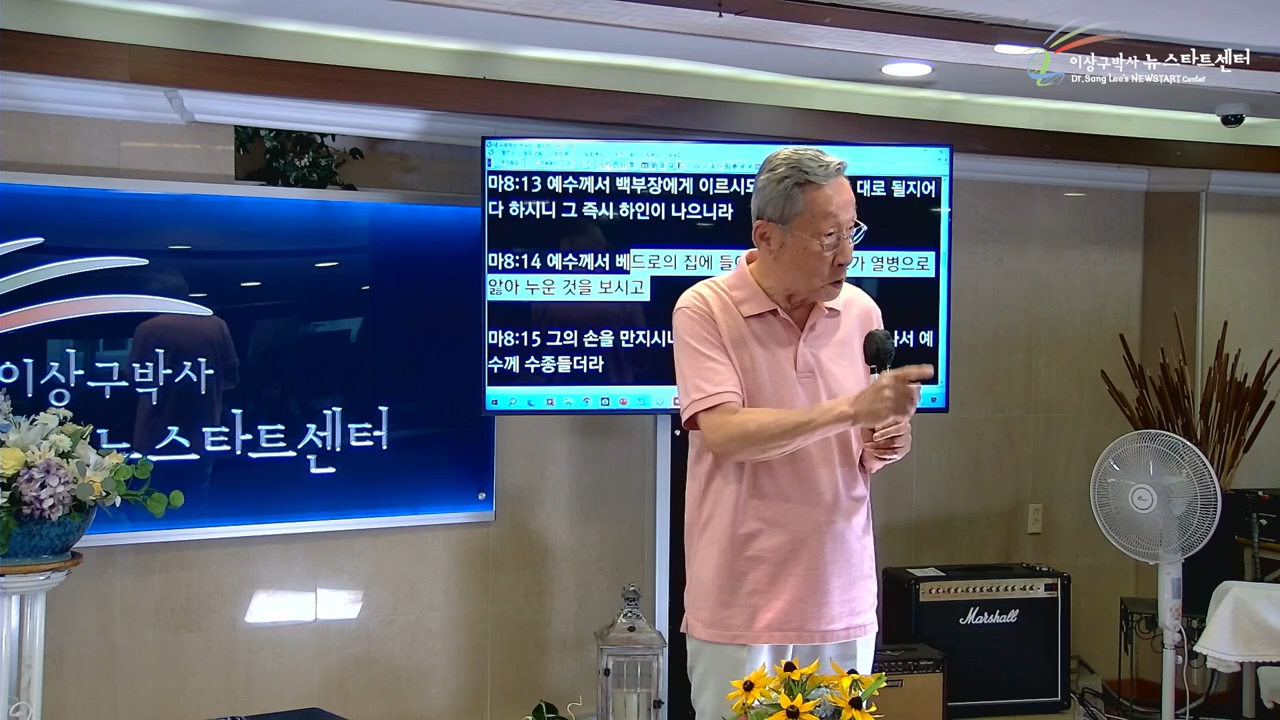 이상구박사 뉴스타트센터
Dr. Sang Lee's NEWSTART Center
마8:13 예수께서 백부장에게 이르시되 대로 될지어
다 하시니 그 즉시 하인이 나으니라
마8:14 예수께서 베드로의 집에 들어 가 열병으로
앓아 누운 것을 보시고
마8:15 그의 손을 만지시니 서 예
수께 수종들더라
이상구박사
뉴스타트센터
Marshall